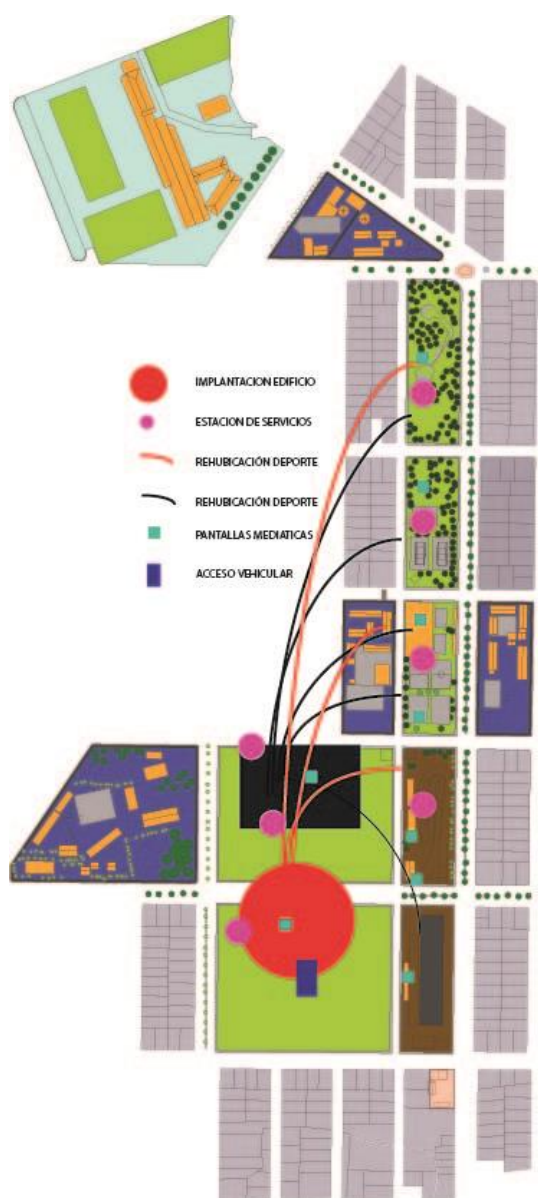 IMPLANTACION EDIFICIO
ESTACION DE SERVICIOS
REHUBICACIÓN DEPORTE
REHUBICACIÓN DEPORTE
PANTALLAS MEDIATICAS
ACCESO VEHICULAR